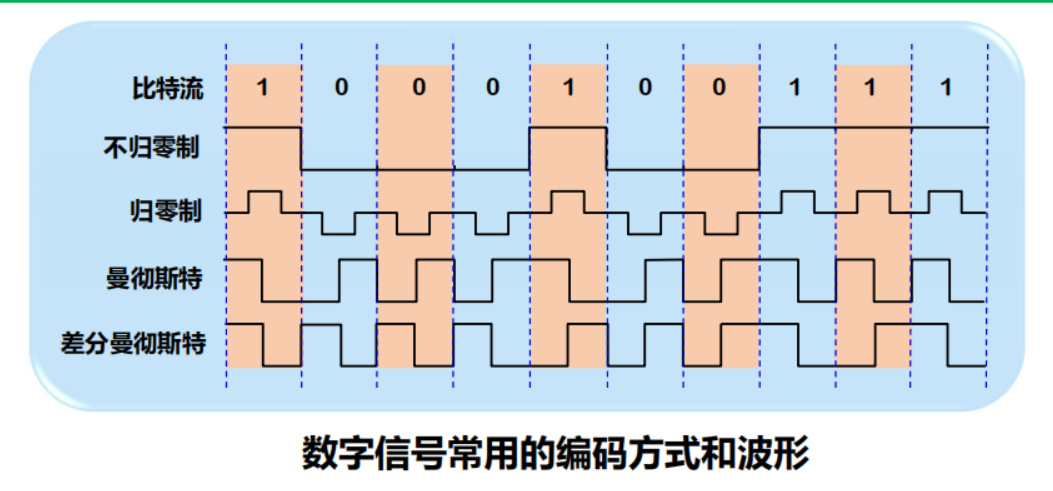 比特流 1 0 0 0 1 0 0 1 1 1
不归零制
归零制
曼彻斯特
差分曼彻斯特
数字信号常用的编码方式和波形